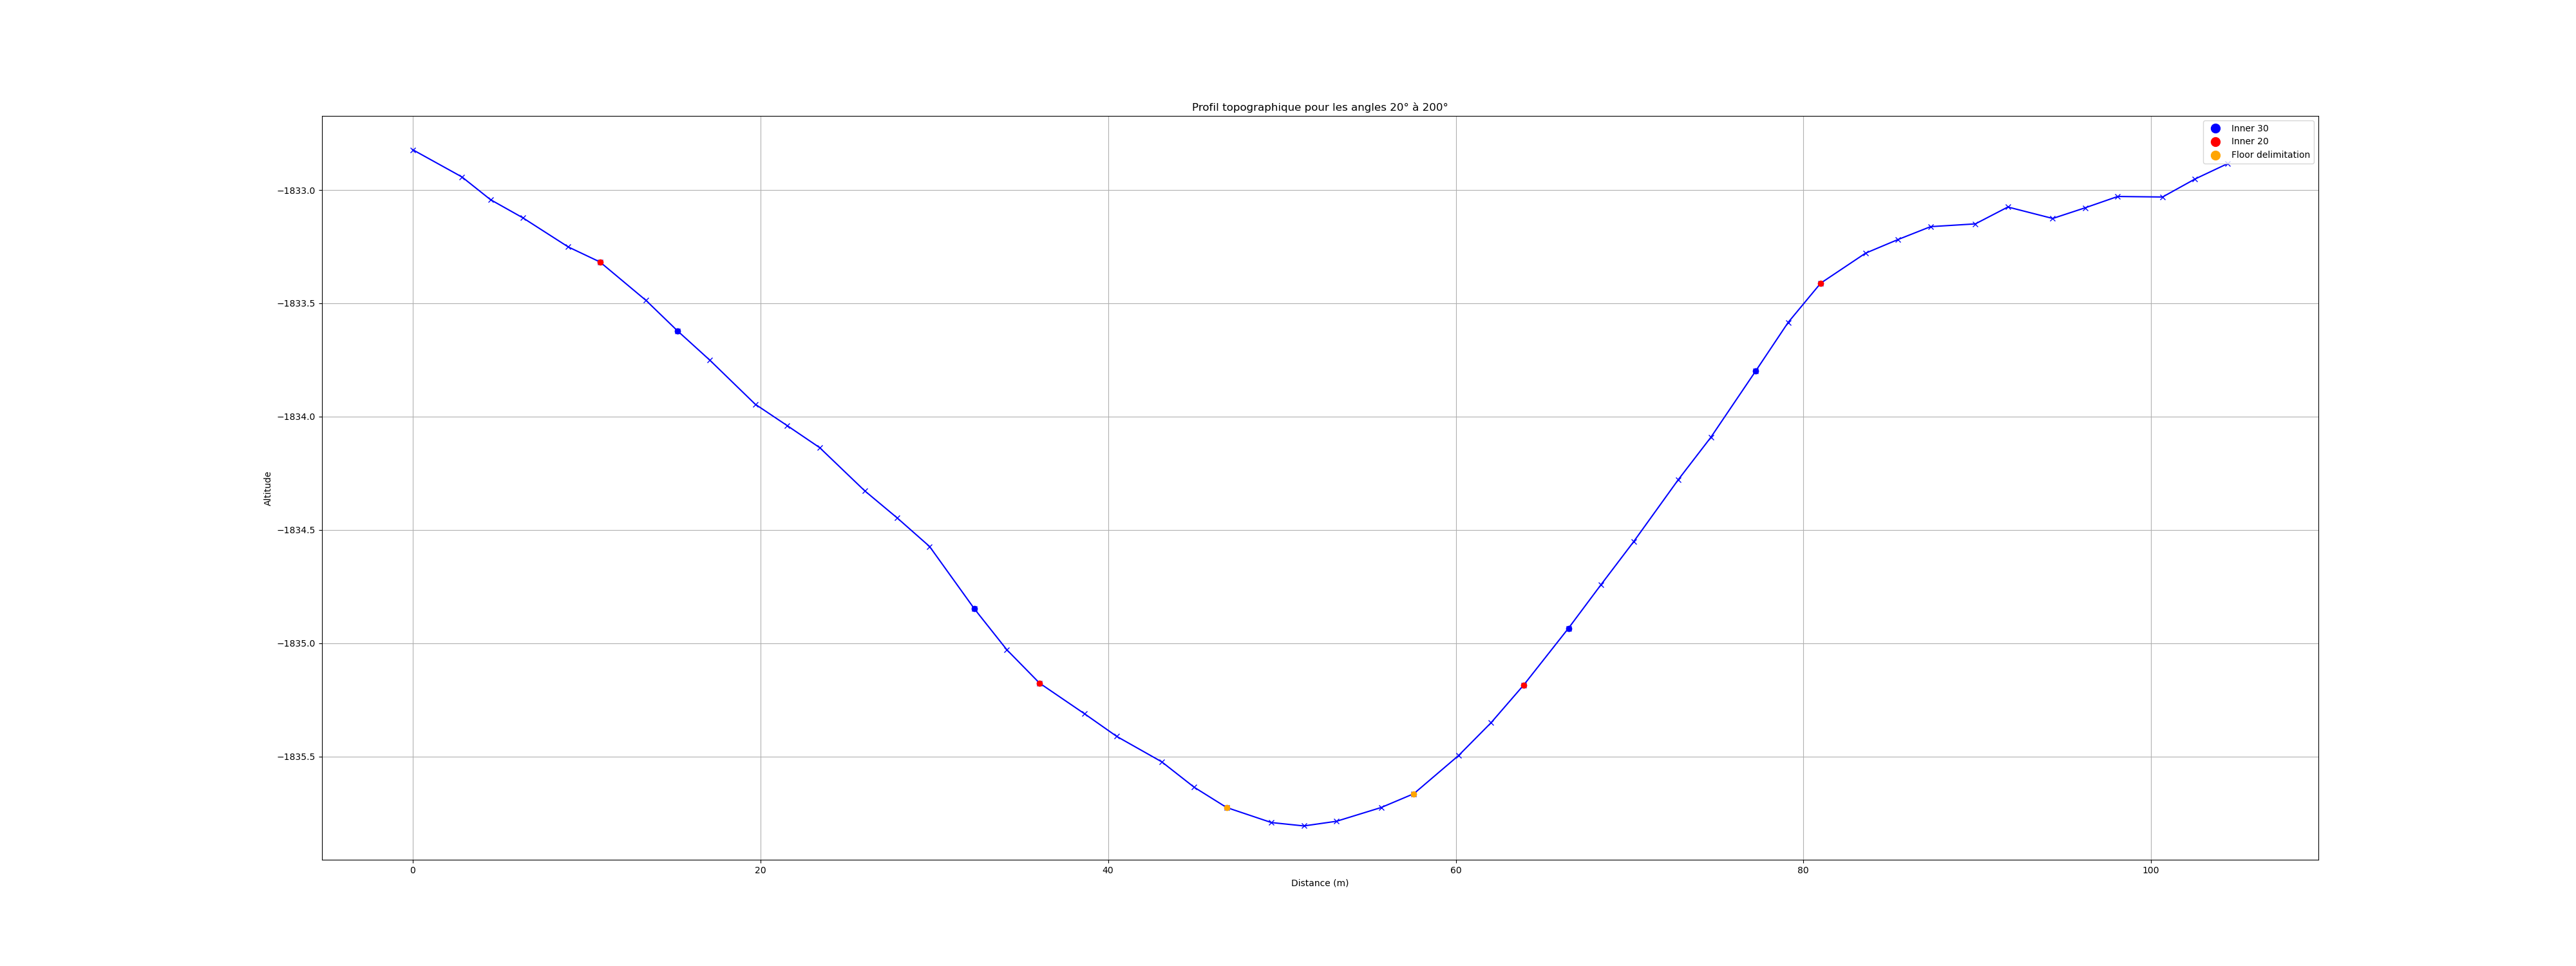 Profil topographique pour les angles 20° à 200°
Inner 30
Inner 20
Floor delimitation
−1833.0
−1833.5
−1834.0
−1834.5
−1835.0
−1835.5
Altitude
0 20 40 60 80 100
Distance (m)